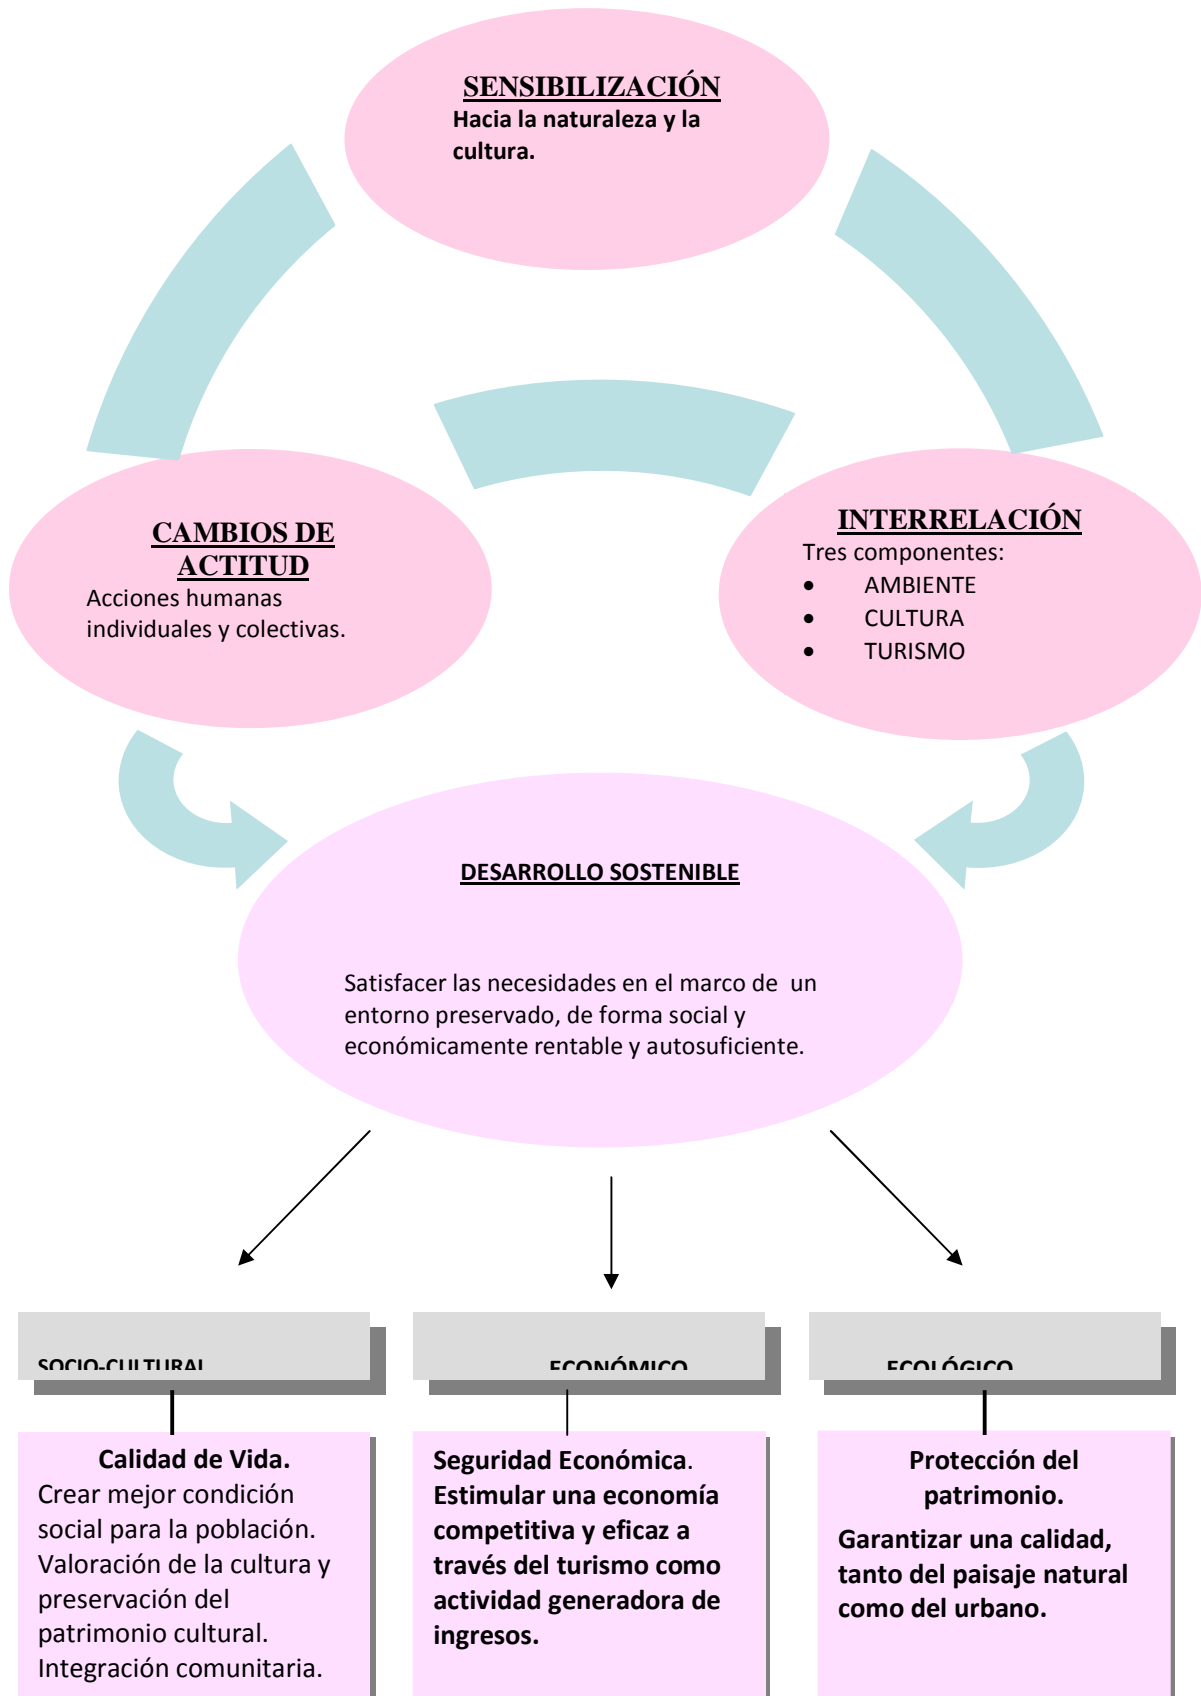 SENSIBILIZACIÓN
Hacia la naturaleza y la
cultura.
CAMBIOS DE
ACTITUD
Acciones humanas
individuales y colectivas.
INTERRELACIÓN
Tres componentes:
• AMBIENTE
• CULTURA
• TURISMO
DESARROLLO SOSTENIBLE
Satisfacer las necesidades en el marco de un
entorno preservado, de forma social y
económicamente rentable y autosuficiente.
SOCIO-CULTURAL
ECONÓMICO
ECOLÓGICO
Calidad de Vida.
Crear mejor condición
social para la población.
Valoración de la cultura y
preservación del
patrimonio cultural.
Integración comunitaria.
Seguridad Económica.
Estimular una economía
competitiva y eficaz a
través del turismo como
actividad generadora de
ingresos.
Protección del
patrimonio.
Garantizar una calidad,
tanto del paisaje natural
como del urbano.